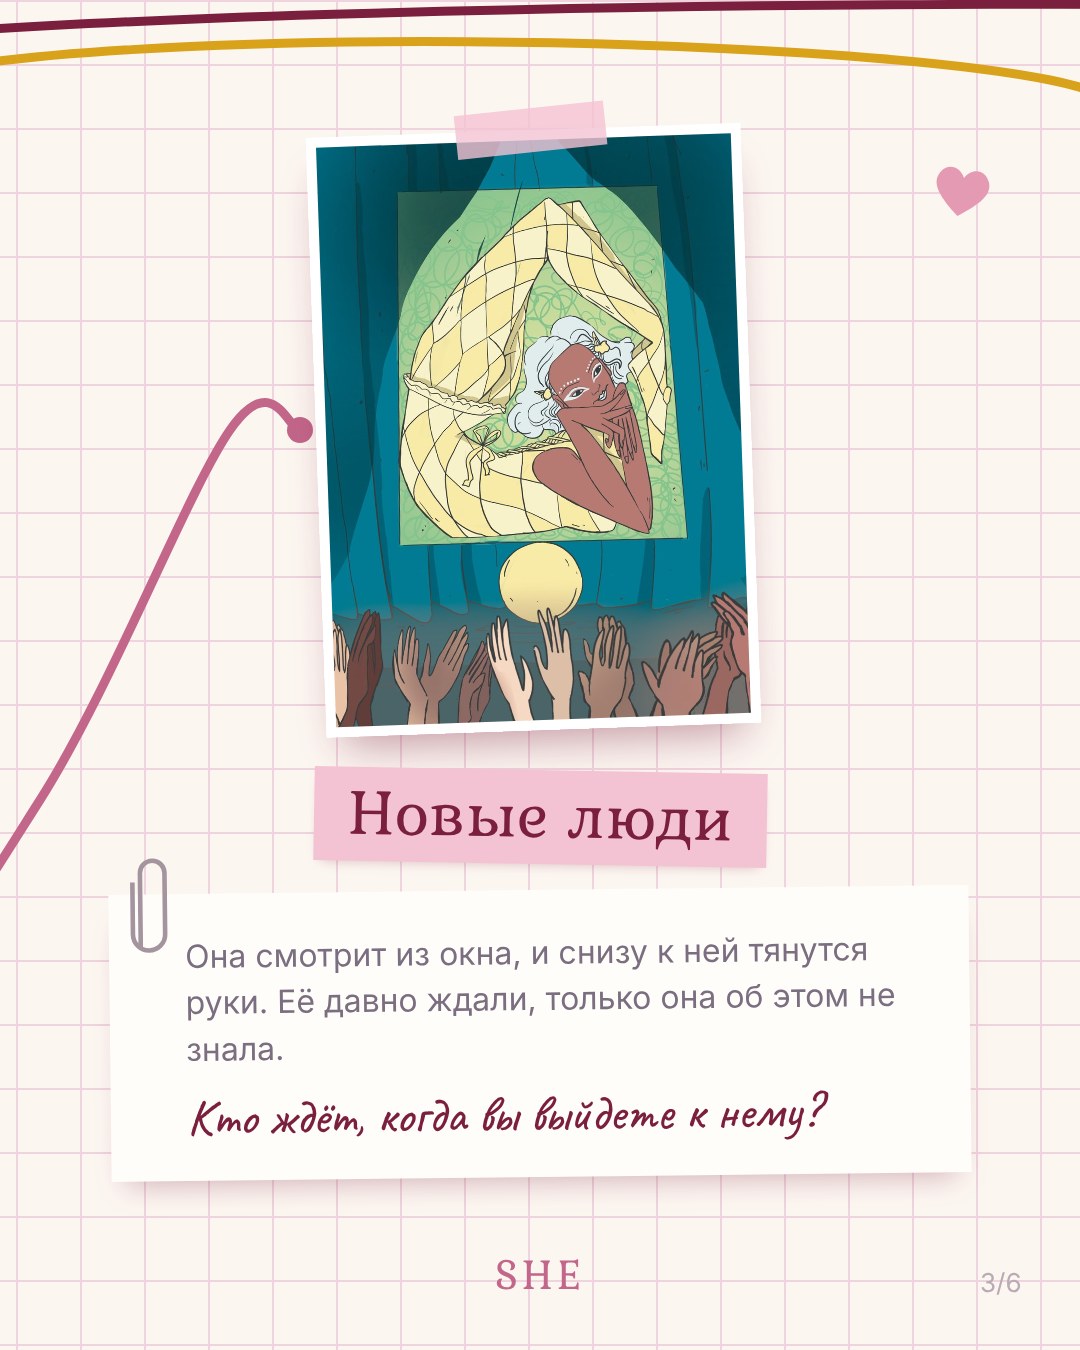 Новые люди
Она смотрит из окна, и снизу к ней тянутся
руки. Её давно ждали, только она об этом не
знала.
Кто ждёт, когда вы выйдете к нему?
SHE
3/6